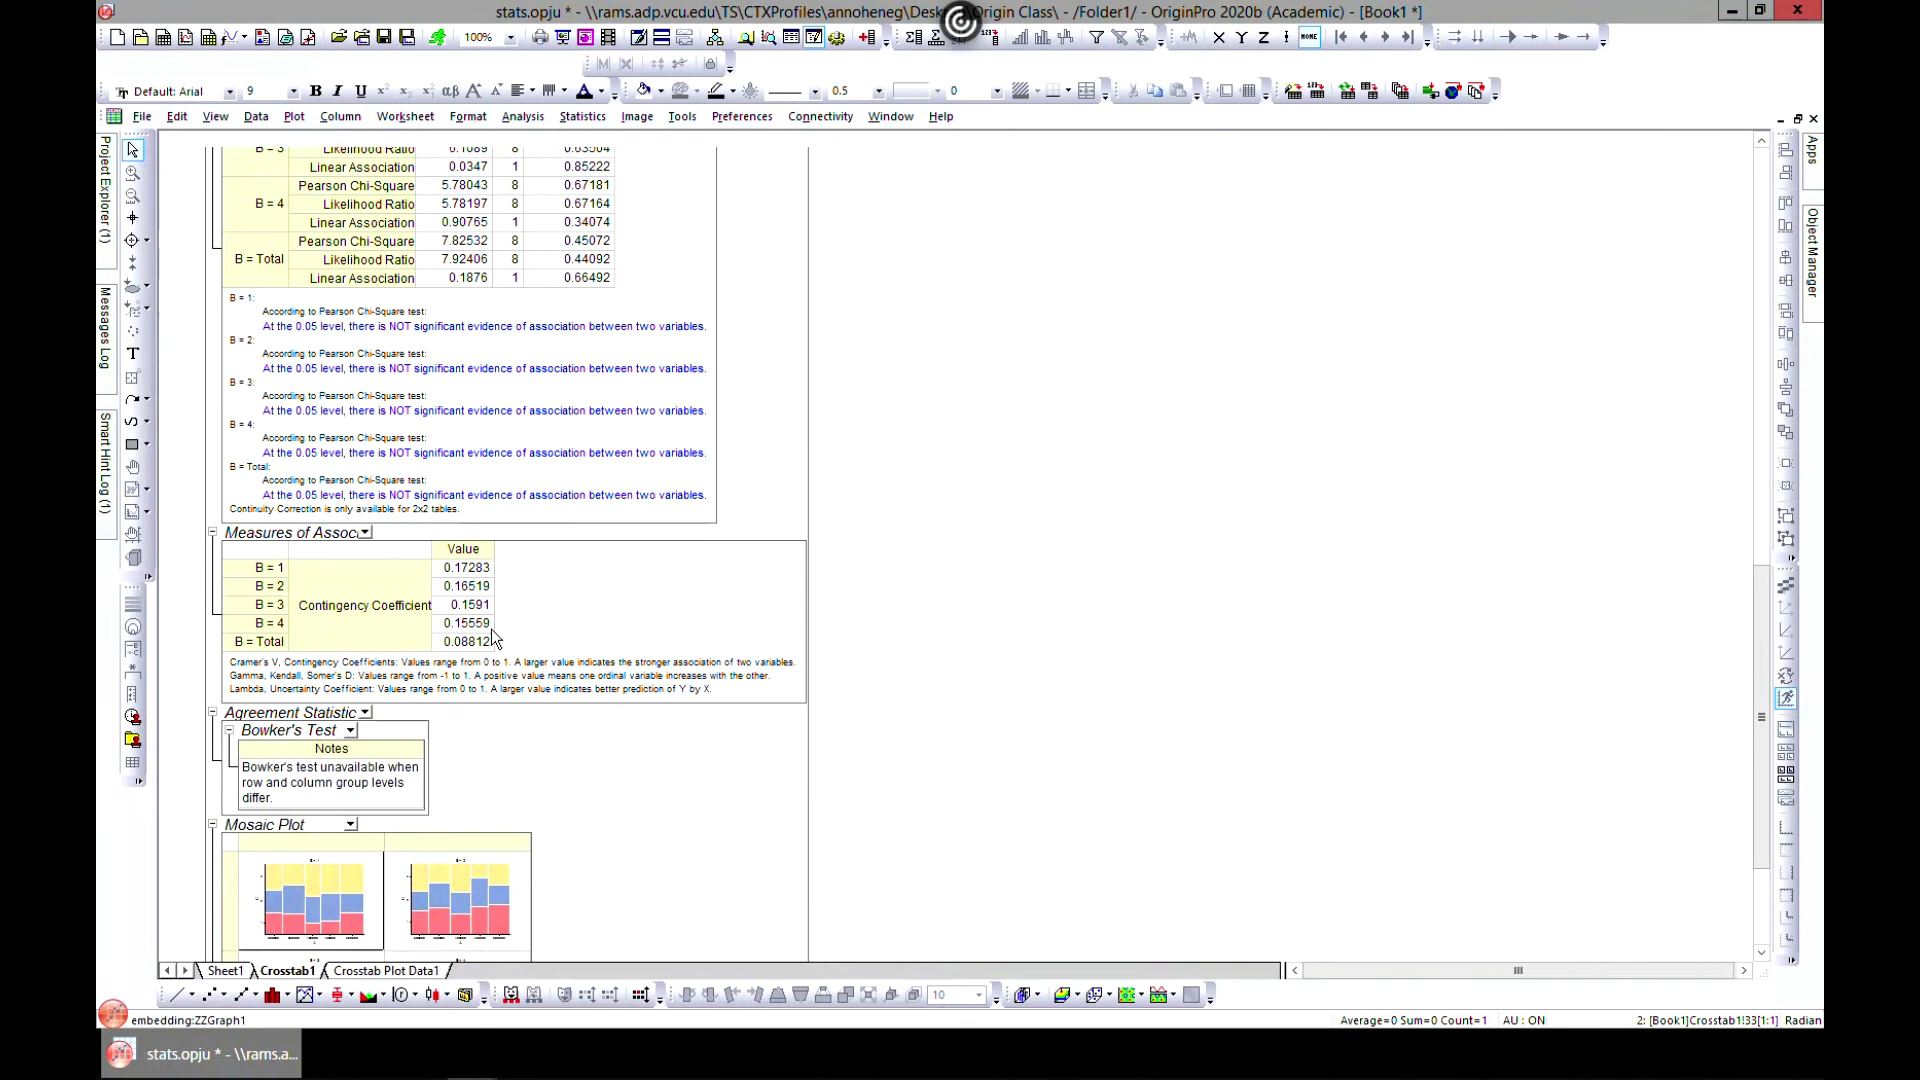 stats.opju * - \\rams.adp.vcu.edu\TS\CTXProfiles\annoheneg\Desk Origin Class\ - /Folder1/ - OriginPro 2020b (Academic) - [Book1 *]
100%
Default: Arial 9 B I U αβ A A 0.5 0
File Edit View Data Plot Column Worksheet Format Analysis Statistics Image Tools Preferences Connectivity Window Help
Project Explorer (1)
Messages Log
Smart Hint Log (1)
Apps
Object Manager
B = 3 Likelihood Ratio 6.1089 8 0.63504
Linear Association 0.0347 1 0.85222
Pearson Chi-Square 5.78043 8 0.67181
B = 4 Likelihood Ratio 5.78197 8 0.67164
Linear Association 0.90765 1 0.34074
Pearson Chi-Square 7.82532 8 0.45072
B = Total Likelihood Ratio 7.92406 8 0.44092
Linear Association 0.1876 1 0.66492
B = 1:
According to Pearson Chi-Square test:
At the 0.05 level, there is NOT significant evidence of association between two variables.
B = 2:
According to Pearson Chi-Square test:
At the 0.05 level, there is NOT significant evidence of association between two variables.
B = 3:
According to Pearson Chi-Square test:
At the 0.05 level, there is NOT significant evidence of association between two variables.
B = 4:
According to Pearson Chi-Square test:
At the 0.05 level, there is NOT significant evidence of association between two variables.
B = Total:
According to Pearson Chi-Square test:
At the 0.05 level, there is NOT significant evidence of association between two variables.
Continuity Correction is only available for 2x2 tables.
Measures of Assoc
Value
B = 1 0.17283
B = 2 0.16519
B = 3 Contingency Coefficient 0.1591
B = 4 0.15559
B = Total 0.08812
Cramer's V, Contingency Coefficients: Values range from 0 to 1. A larger value indicates the stronger association of two variables.
Gamma, Kendall, Somer's D: Values range from -1 to 1. A positive value means one ordinal variable increases with the other.
Lambda, Uncertainty Coefficient: Values range from 0 to 1. A larger value indicates better prediction of Y by X.
Agreement Statistic
Bowker's Test
Notes
Bowker's test unavailable when
row and column group levels
differ.
Mosaic Plot
Sheet1 Crosstab1 Crosstab Plot Data1
10
embedding:ZZGraph1 Average=0 Sum=0 Count=1 AU : ON 2: [Book1]Crosstab1!33[1:1] Radian
stats.opju * - \\rams.a...